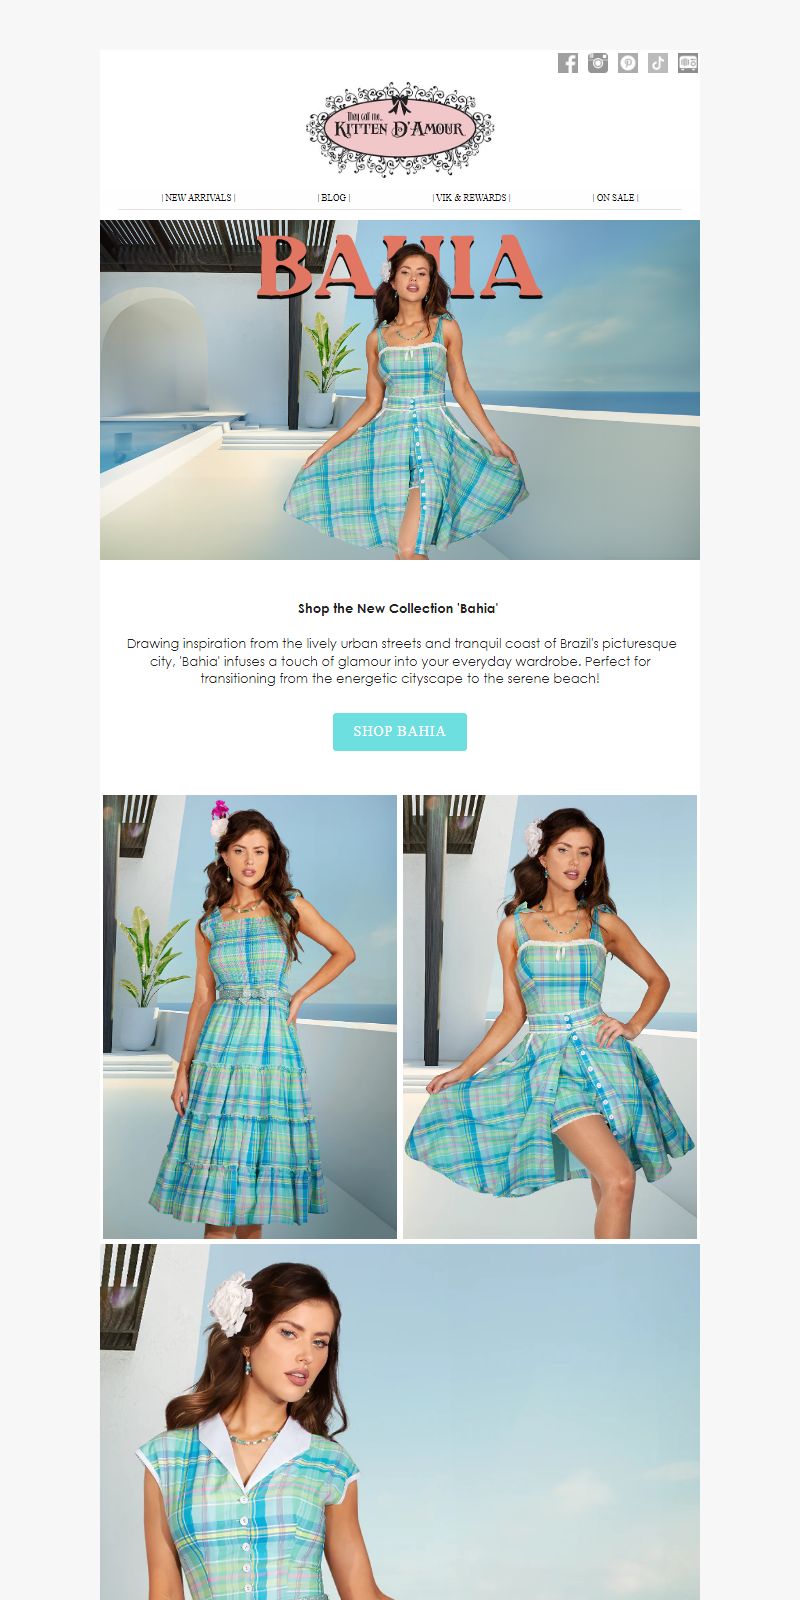 They call me...
KITTEN D'AMOUR
| NEW ARRIVALS |
| BLOG |
| VIK & REWARDS |
| ON SALE |
BAHIA
Shop the New Collection 'Bahia'
Drawing inspiration from the lively urban streets and tranquil coast of Brazil's picturesque
city, 'Bahia' infuses a touch of glamour into your everyday wardrobe. Perfect for
transitioning from the energetic cityscape to the serene beach!
SHOP BAHIA